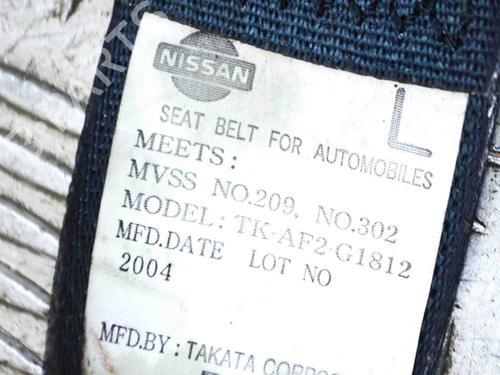 NISSAN
L
SEAT BELT FOR AUTOMOBILES
MEETS:
MVSS NO.209, NO.302
MODEL: TK-AF2-G1812
MFD.DATE LOT NO
2004
MFD.BY: TAKATA